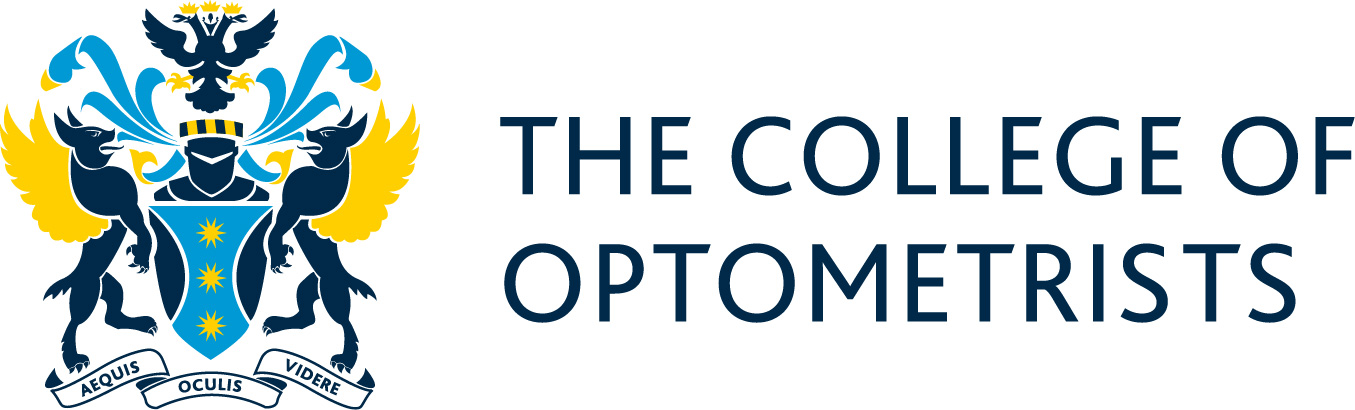 THE COLLEGE OF
OPTOMETRISTS
AEQUIS OCULIS VIDERE